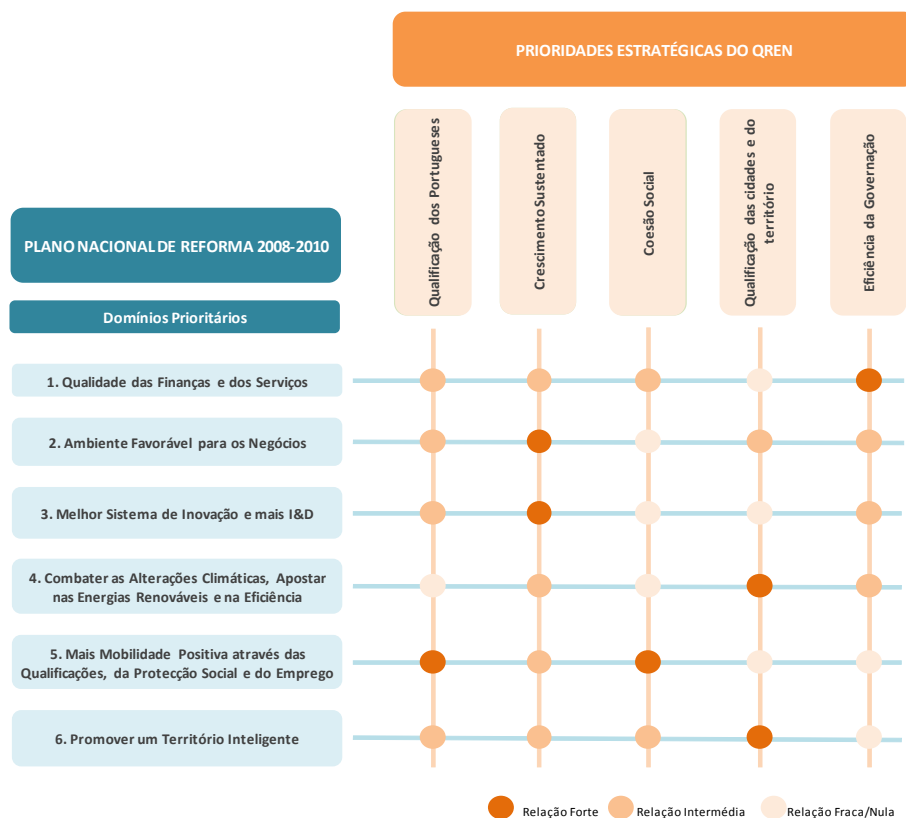 PRIORIDADES ESTRATÉGICAS DO QREN
Qualificação dos Portugueses
Crescimento Sustentado
Coesão Social
Qualificação das cidades e do
território
Eficiência da Governação
PLANO NACIONAL DE REFORMA 2008-2010
Domínios Prioritários
1. Qualidade das Finanças e dos Serviços
2. Ambiente Favorável para os Negócios
3. Melhor Sistema de Inovação e mais I&D
4. Combater as Alterações Climáticas, Apostar
nas Energias Renováveis e na Eficiência
5. Mais Mobilidade Positiva através das
Qualificações, da Protecção Social e do Emprego
6. Promover um Território Inteligente
Relação Forte
Relação Intermédia
Relação Fraca/Nula